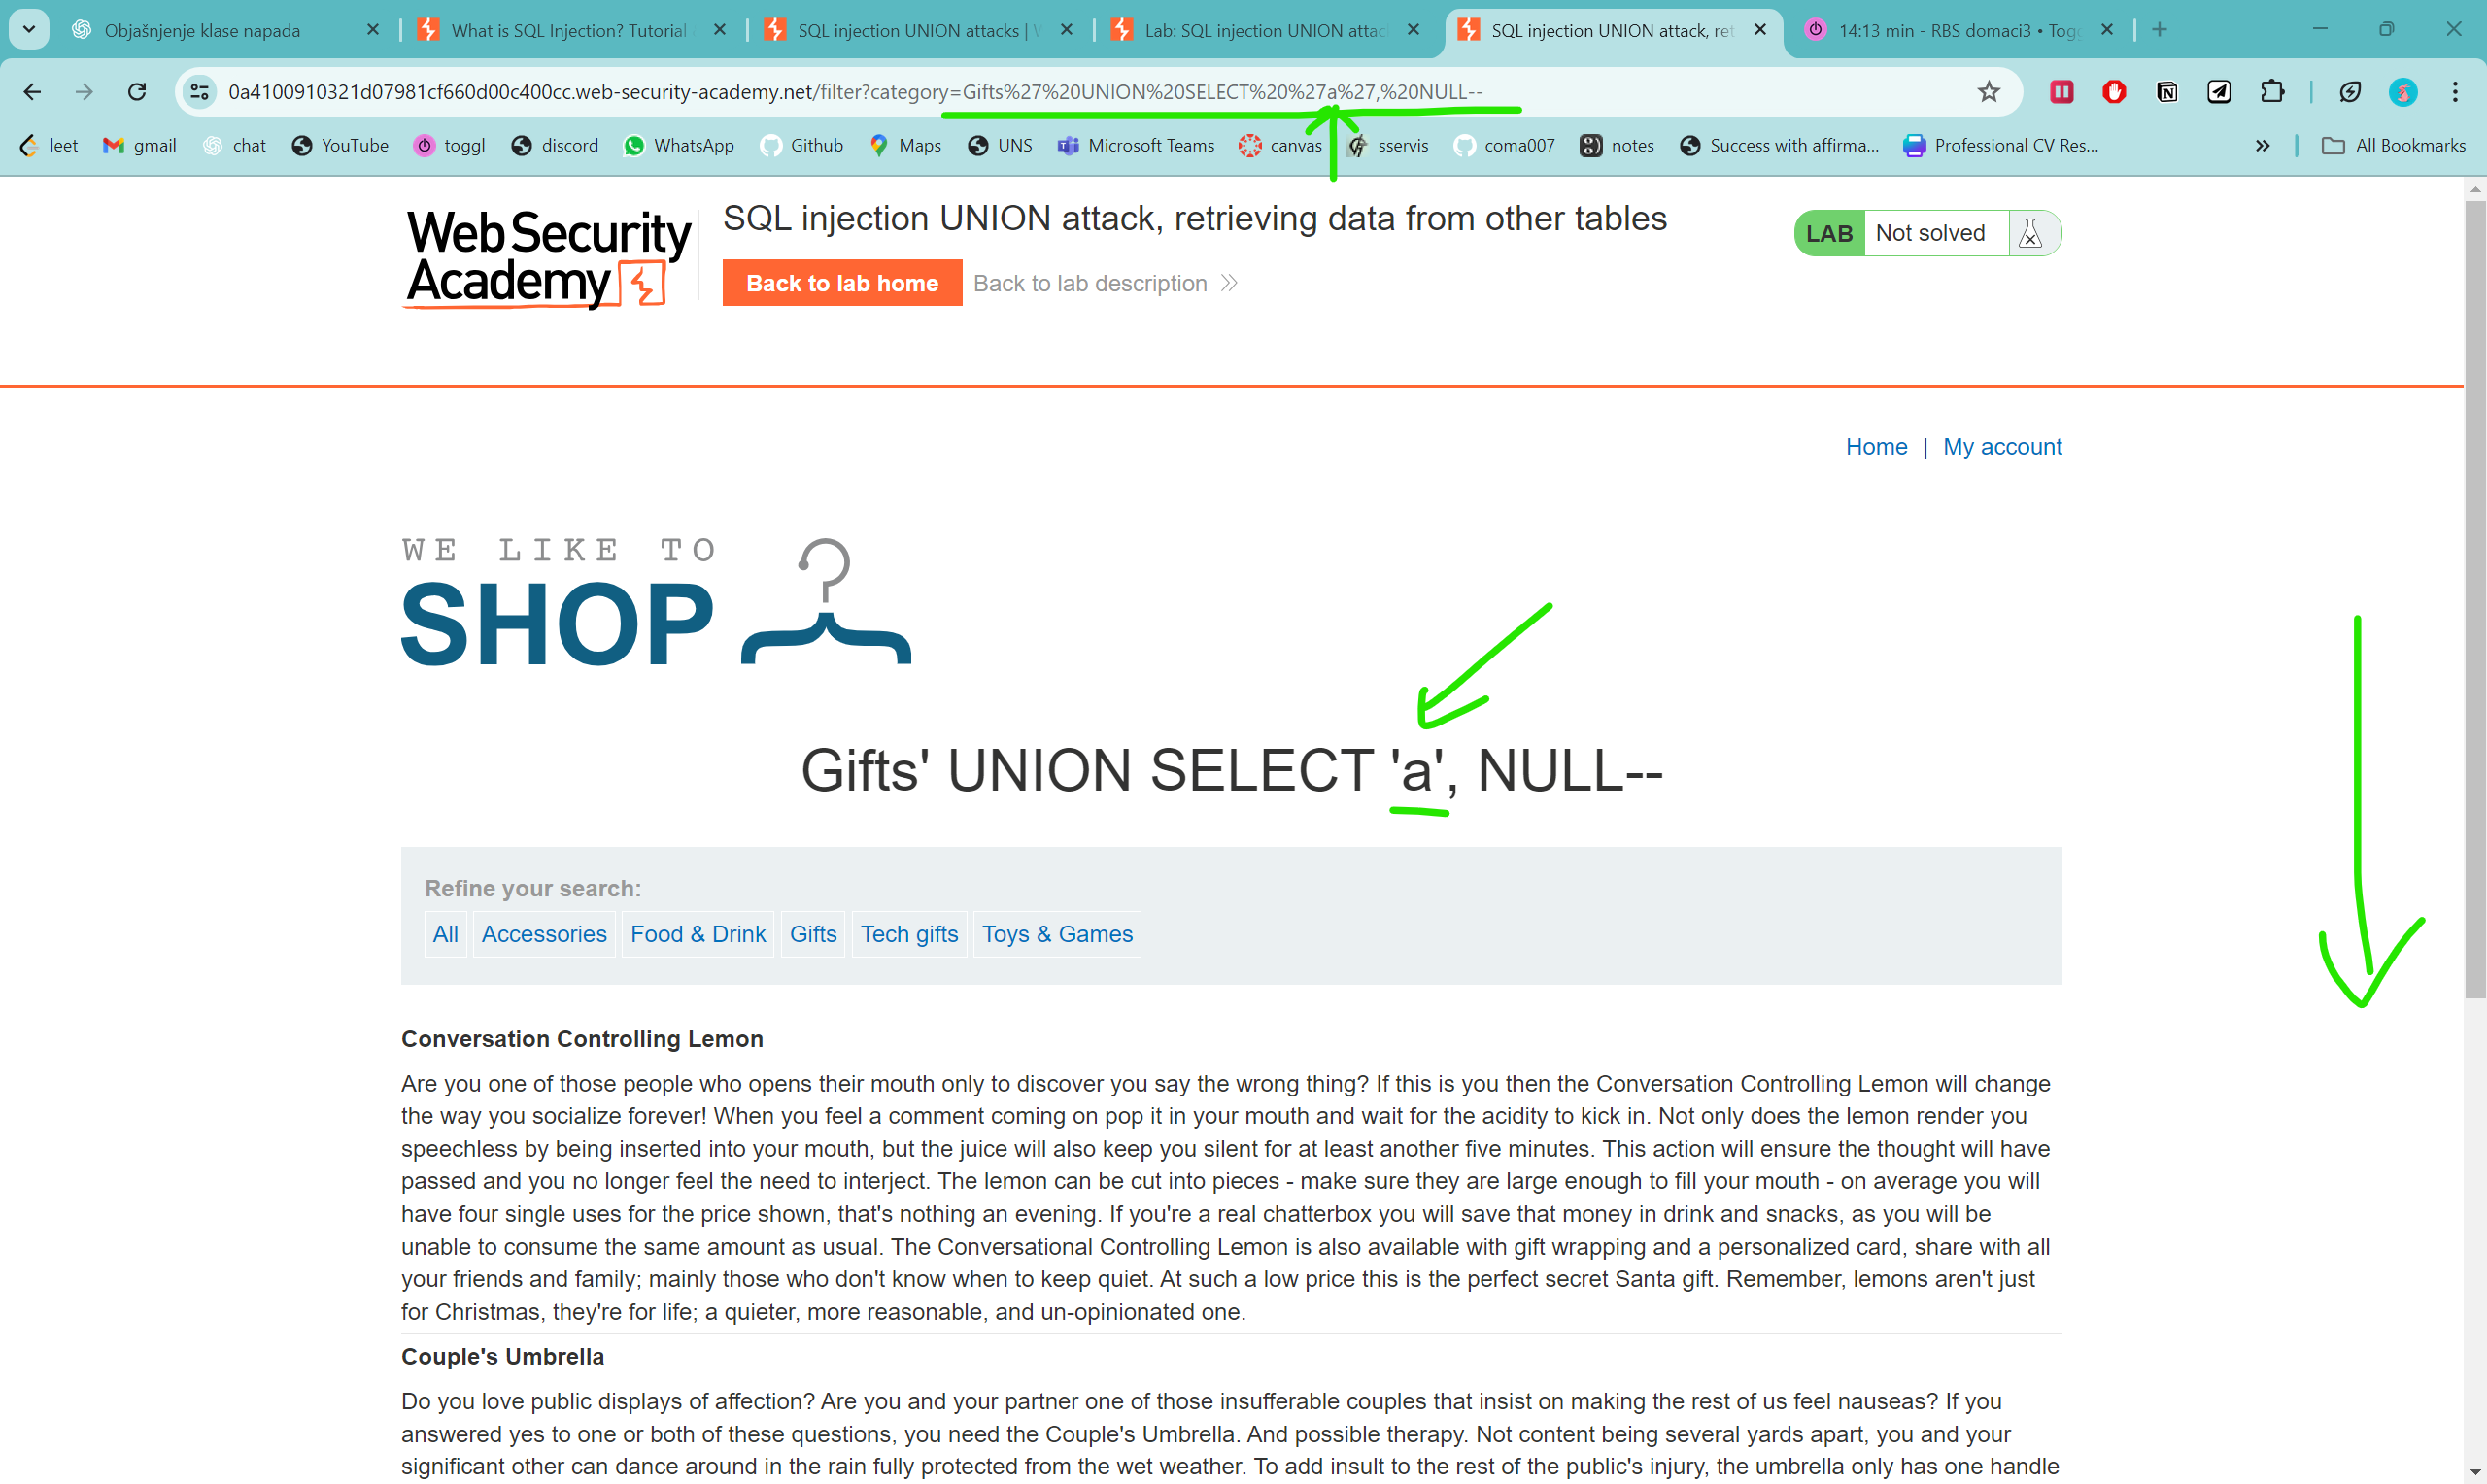 Objašnjenje klase napada
What is SQL Injection? Tutorial
SQL injection UNION attacks | W
Lab: SQL injection UNION attac
SQL injection UNION attack, ret
14:13 min - RBS domaci3 • Togg
0a4100910321d07981cf660d00c400cc.web-security-academy.net/filter?category=Gifts%27%20UNION%20SELECT%20%27a%27,%20NULL--
leet gmail chat YouTube toggl discord WhatsApp Github Maps UNS Microsoft Teams canvas sservis coma007 notes Success with affirma... Professional CV Res... All Bookmarks
WebSecurity
Academy
SQL injection UNION attack, retrieving data from other tables
Back to lab home Back to lab description
LAB Not solved
Home | My account
WE LIKE TO
SHOP
Gifts' UNION SELECT 'a', NULL--
Refine your search:
All Accessories Food & Drink Gifts Tech gifts Toys & Games
Conversation Controlling Lemon
Are you one of those people who opens their mouth only to discover you say the wrong thing? If this is you then the Conversation Controlling Lemon will change
the way you socialize forever! When you feel a comment coming on pop it in your mouth and wait for the acidity to kick in. Not only does the lemon render you
speechless by being inserted into your mouth, but the juice will also keep you silent for at least another five minutes. This action will ensure the thought will have
passed and you no longer feel the need to interject. The lemon can be cut into pieces - make sure they are large enough to fill your mouth - on average you will
have four single uses for the price shown, that's nothing an evening. If you're a real chatterbox you will save that money in drink and snacks, as you will be
unable to consume the same amount as usual. The Conversational Controlling Lemon is also available with gift wrapping and a personalized card, share with all
your friends and family; mainly those who don't know when to keep quiet. At such a low price this is the perfect secret Santa gift. Remember, lemons aren't just
for Christmas, they're for life; a quieter, more reasonable, and un-opinionated one.
Couple's Umbrella
Do you love public displays of affection? Are you and your partner one of those insufferable couples that insist on making the rest of us feel nauseas? If you
answered yes to one or both of these questions, you need the Couple's Umbrella. And possible therapy. Not content being several yards apart, you and your
significant other can dance around in the rain fully protected from the wet weather. To add insult to the rest of the public's injury, the umbrella only has one handle